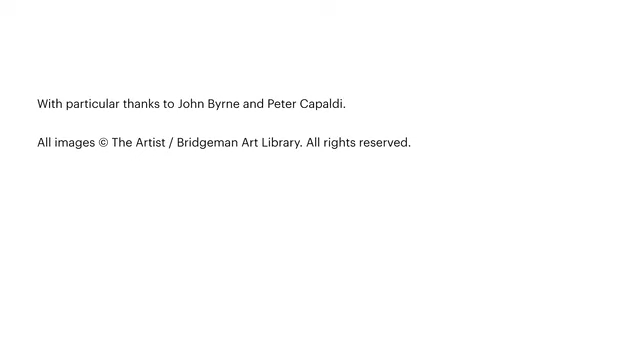 With particular thanks to John Byrne and Peter Capaldi.
All images © The Artist / Bridgeman Art Library. All rights reserved.